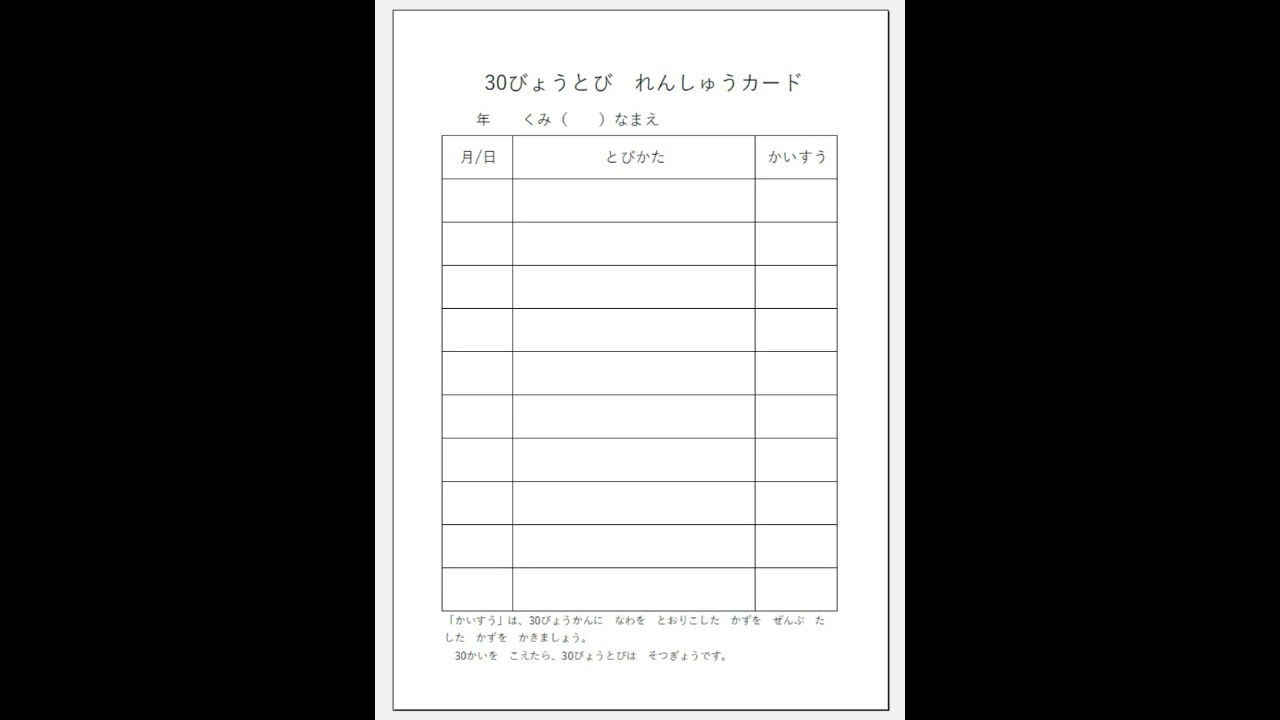 30びょうとび　れんしゅうカード
年　　くみ（　　）なまえ
月/日　とびかた　かいすう
「かいすう」は、30びょうかんに　なわを　とおりこした　かずを　ぜんぶ　た
した　かずを　かきましょう。
　30かいを　こえたら、30びょうとびは　そつぎょうです。